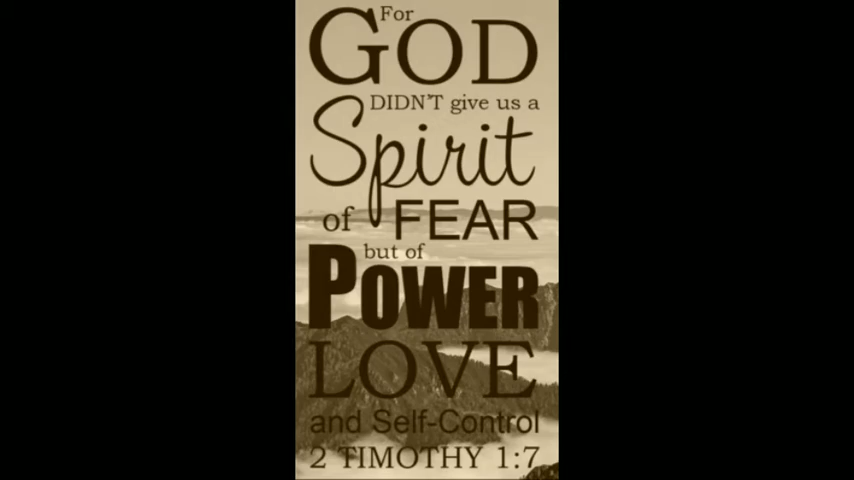 For
GOD
DIDN'T give us a
Spirit
of FEAR
but of
POWER
LOVE
and Self-Control
2 TIMOTHY 1:7